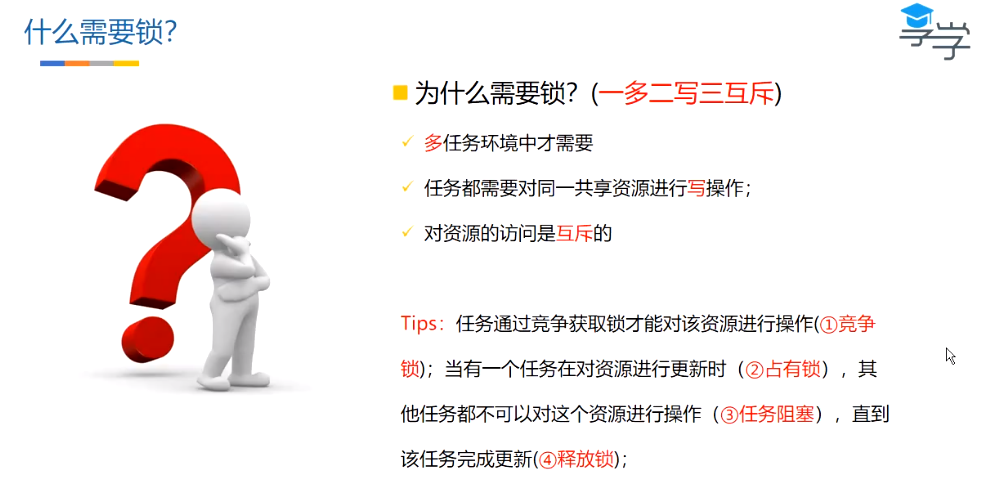 什么需要锁？
享学
为什么需要锁？(一多二写三互斥)
多任务环境中才需要
任务都需要对同一共享资源进行写操作；
对资源的访问是互斥的
Tips：任务通过竞争获取锁才能对该资源进行操作(①竞争
锁)；当有一个任务在对资源进行更新时（②占有锁），其
他任务都不可以对这个资源进行操作（③任务阻塞），直到
该任务完成更新(④释放锁)；